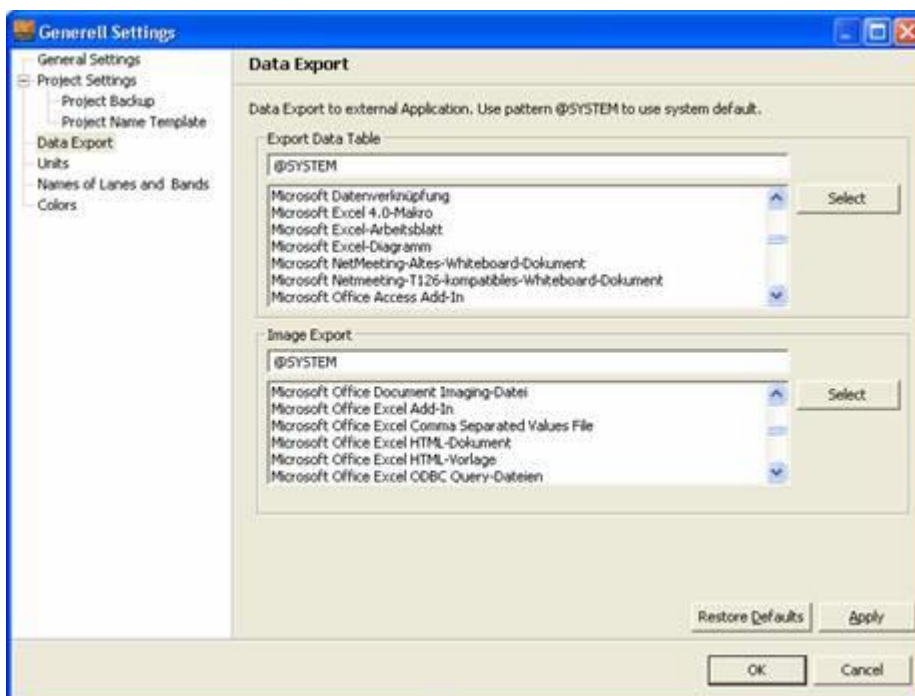 Generell Settings
General Settings
Project Settings
Project Backup
Project Name Template
Data Export
Units
Names of Lanes and Bands
Colors
Data Export
Data Export to external Application. Use pattern @SYSTEM to use system default.
Export Data Table
@SYSTEM
Microsoft Datenverknüpfung
Microsoft Excel 4.0-Makro
Microsoft Excel-Arbeitsblatt
Microsoft Excel-Diagramm
Microsoft NetMeeting-Altes-Whiteboard-Dokument
Microsoft Netmeeting-T126-kompatibles-Whiteboard-Dokument
Microsoft Office Access Add-In
Select
Image Export
@SYSTEM
Microsoft Office Document Imaging-Datei
Microsoft Office Excel Add-In
Microsoft Office Excel Comma Separated Values File
Microsoft Office Excel HTML-Dokument
Microsoft Office Excel HTML-Vorlage
Microsoft Office Excel ODBC Query-Dateien
Select
Restore Defaults Apply
OK Cancel